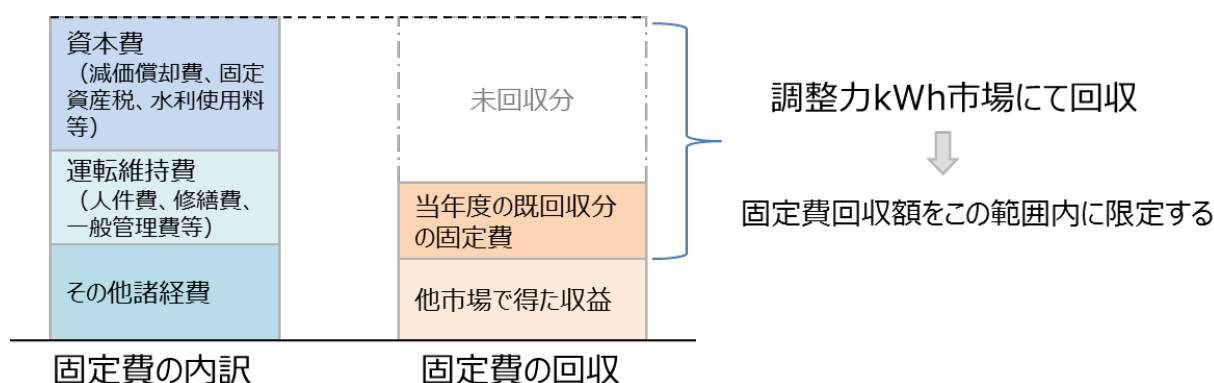 資本費
（減価償却費、固定
資産税、水利使用料
等）
運転維持費
（人件費、修繕費、
一般管理費等）
その他諸経費
固定費の内訳
未回収分
当年度の既回収分
の固定費
他市場で得た収益
固定費の回収
調整力kWh市場にて回収
固定費回収額をこの範囲内に限定する